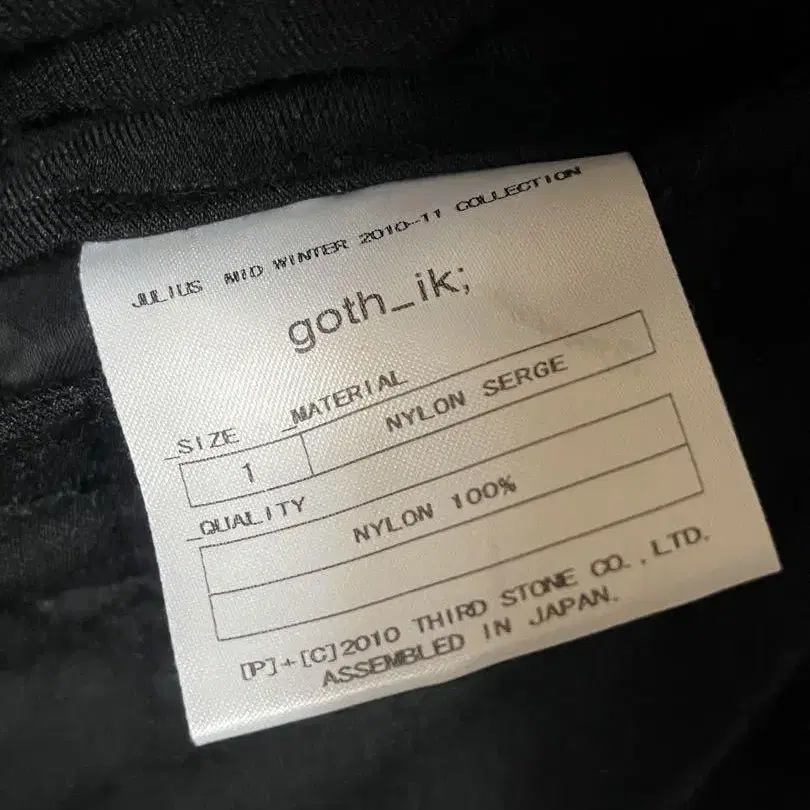 JULIUS MID WINTER 2010-11 COLLECTION
goth_ik;
_SIZE _MATERIAL
1 NYLON SERGE
_QUALITY
NYLON 100%
[P]+[C]2010 THIRD STONE CO.,LTD.
ASSEMBLED IN JAPAN.